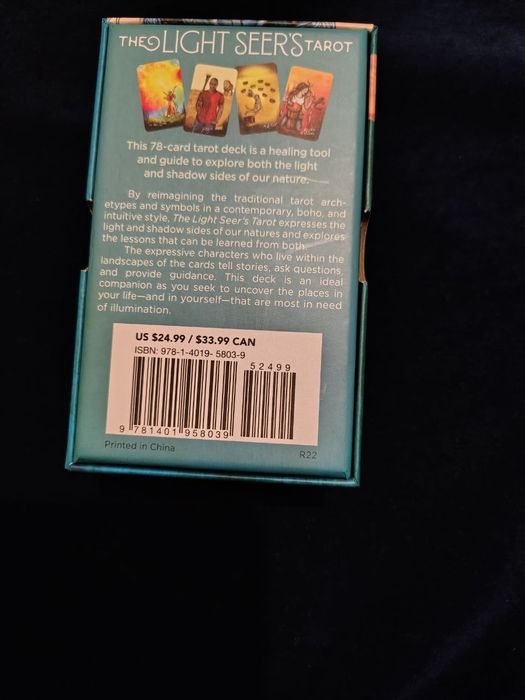 THE LIGHT SEER'S TAROT
This 78-card tarot deck is a healing tool
and guide to explore both the light
and shadow sides of our nature.
By reimagining the traditional tarot arch-
etypes and symbols in a contemporary, boho, and
intuitive style, The Light Seer's Tarot expresses the
light and shadow sides of our natures and explores
the lessons that can be learned from both.
The expressive characters who live within the
landscapes of the cards tell stories, ask questions,
and provide guidance. This deck is an ideal
companion as you seek to uncover the places in
your life—and in yourself—that are most in need
of illumination.
US $24.99 / $33.99 CAN
ISBN: 978-1-4019- 5803-9
52499
9 781401 958039
Printed in China
R22